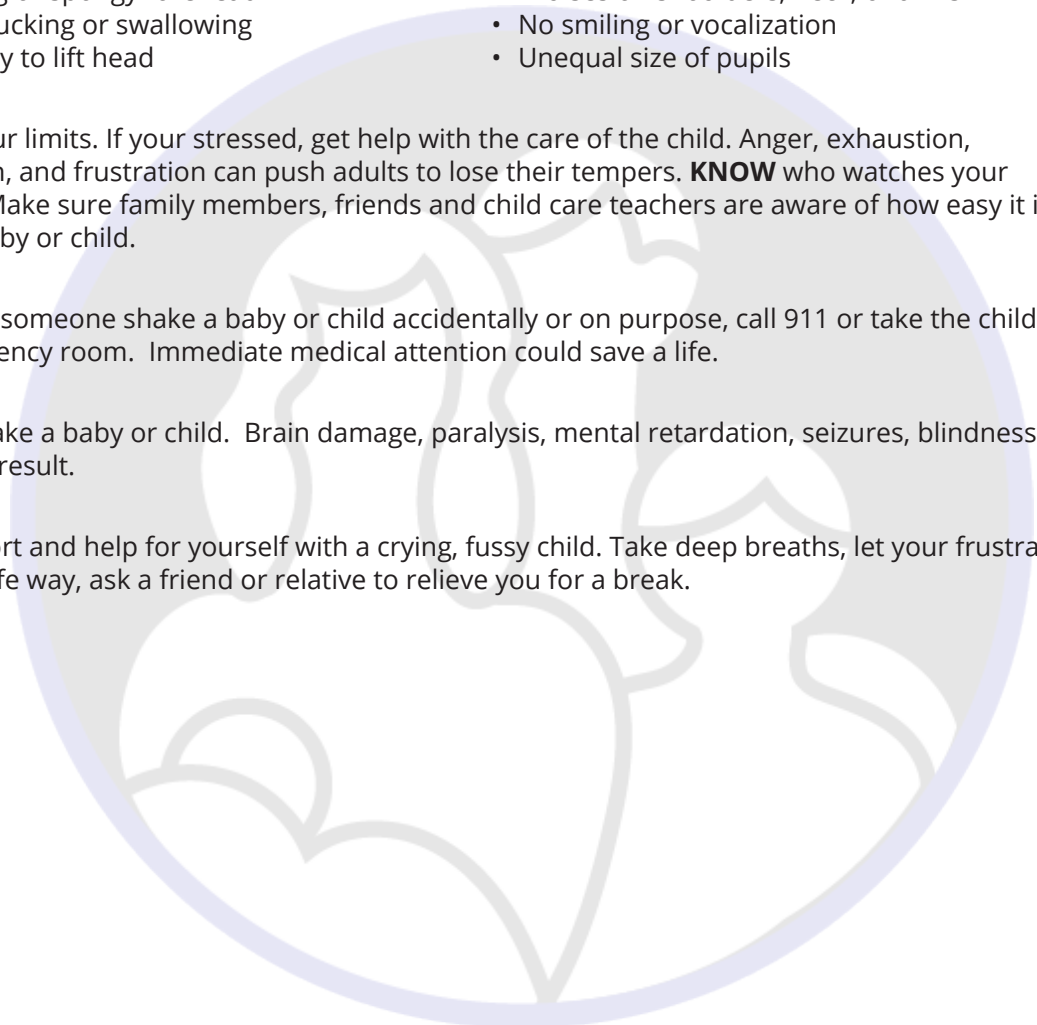 ucking or swallowing
• No smiling or vocalization
y to lift head
• Unequal size of pupils
ur limits. If your stressed, get help with the care of the child. Anger, exhaustion,
n, and frustration can push adults to lose their tempers. KNOW who watches your
Make sure family members, friends and child care teachers are aware of how easy it i
by or child.
someone shake a baby or child accidentally or on purpose, call 911 or take the child
ency room.  Immediate medical attention could save a life.
ake a baby or child.  Brain damage, paralysis, mental retardation, seizures, blindness
result.
ort and help for yourself with a crying, fussy child. Take deep breaths, let your frustra
fe way, ask a friend or relative to relieve you for a break.